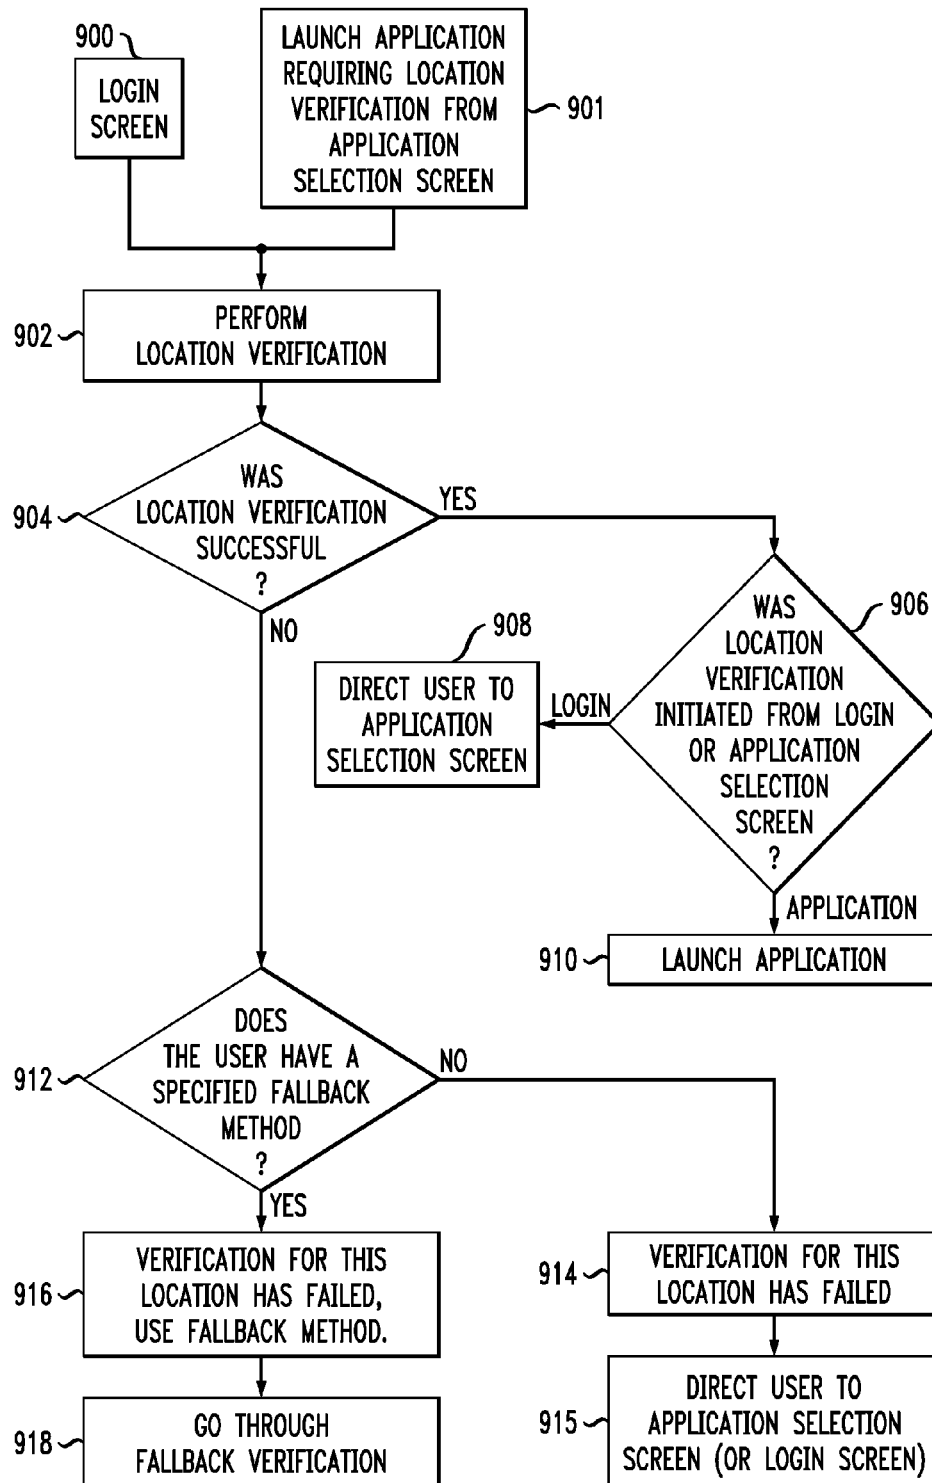 900
LOGIN
SCREEN
LAUNCH APPLICATION
REQUIRING LOCATION
VERIFICATION FROM
APPLICATION
SELECTION SCREEN
901
902
PERFORM
LOCATION VERIFICATION
904
WAS
LOCATION VERIFICATION
SUCCESSFUL
?
YES
NO
906
WAS
LOCATION
VERIFICATION
INITIATED FROM LOGIN
OR APPLICATION
SELECTION
SCREEN
?
LOGIN
908
DIRECT USER TO
APPLICATION
SELECTION SCREEN
APPLICATION
910
LAUNCH APPLICATION
912
DOES
THE USER HAVE A
SPECIFIED FALLBACK
METHOD
?
NO
YES
916
VERIFICATION FOR THIS
LOCATION HAS FAILED,
USE FALLBACK METHOD.
914
VERIFICATION FOR THIS
LOCATION HAS FAILED
918
GO THROUGH
FALLBACK VERIFICATION
915
DIRECT USER TO
APPLICATION SELECTION
SCREEN (OR LOGIN SCREEN)